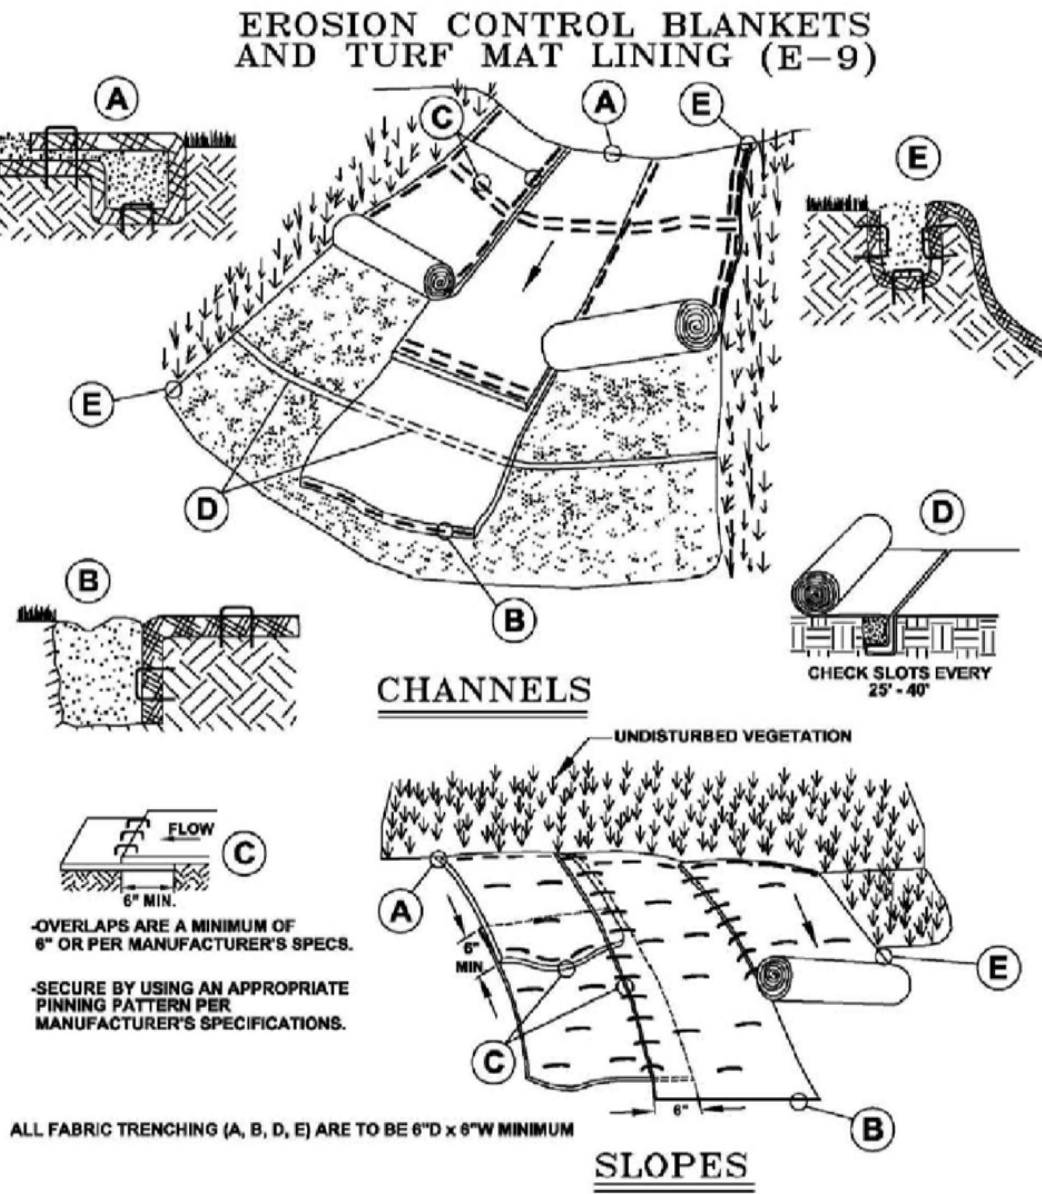 EROSION CONTROL BLANKETS
AND TURF MAT LINING (E-9)
A
C
A
E
E
E
D
B
B
D
CHECK SLOTS EVERY
25' - 40'
CHANNELS
UNDISTURBED VEGETATION
FLOW
C
6" MIN.
-OVERLAPS ARE A MINIMUM OF
6" OR PER MANUFACTURER'S SPECS.
-SECURE BY USING AN APPROPRIATE
PINNING PATTERN PER
MANUFACTURER'S SPECIFICATIONS.
A
6"
MIN
E
C
6"
B
ALL FABRIC TRENCHING (A, B, D, E) ARE TO BE 6"D x 6"W MINIMUM
SLOPES